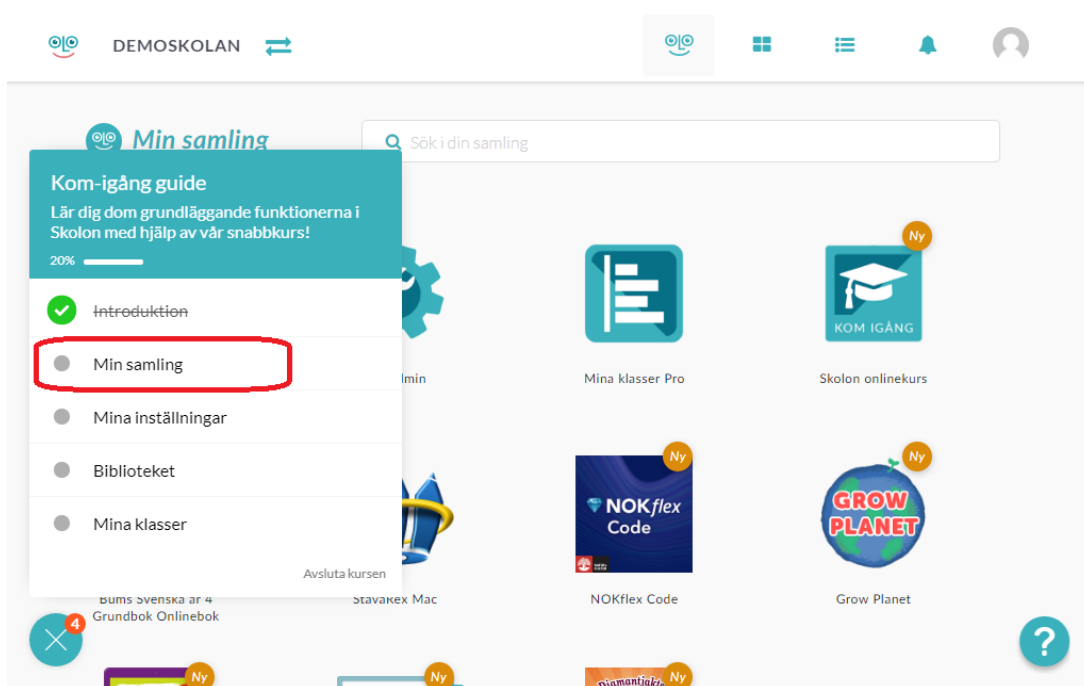 DEMOSKOLAN
Min samling
Sök i din samling
Kom-igång guide
Lär dig dom grundläggande funktionerna i
Skolon med hjälp av vår snabbkurs!
20%
Introduktion
Min samling
Mina inställningar
Biblioteket
Mina klasser
Avsluta kursen
4
Ny
KOM IGÅNG
Mina klasser Pro
Skolon onlinekurs
Ny
Ny
NOKflex
Code
GROW
PLANET
Bums Svenska år 4
Grundbok Onlinebok
StavaRex Mac
NOKflex Code
Grow Planet
?
Ny
Ny
Diamantjakten
Ny